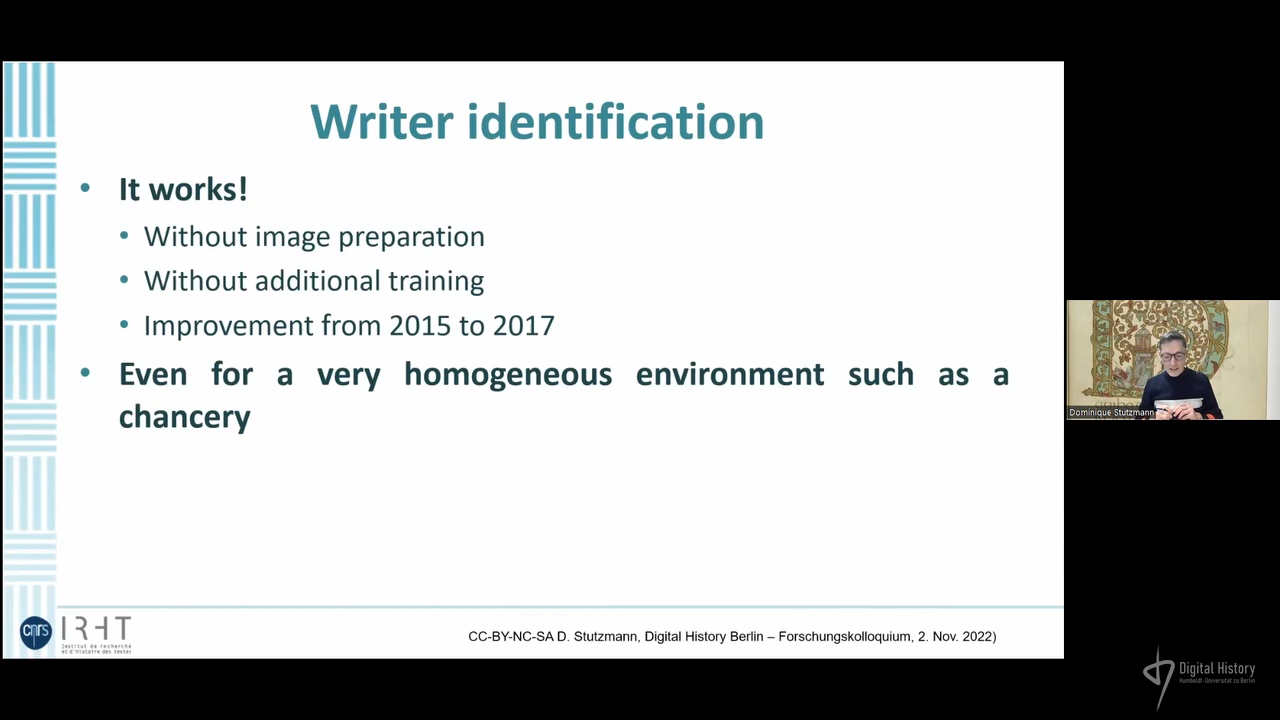 Writer identification
• It works!
• Without image preparation
• Without additional training
• Improvement from 2015 to 2017
• Even for a very homogeneous environment such as a
chancery
Dominique Stutzmann
cnrs
IRHT
Institut de recherche
et d'histoire des textes
CC-BY-NC-SA D. Stutzmann, Digital History Berlin – Forschungskolloquium, 2. Nov. 2022)
Digital History
Humboldt-Universität zu Berlin